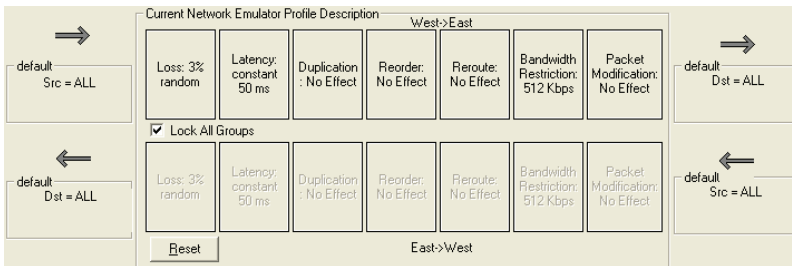 Current Network Emulator Profile Description
West->East
default
Src = ALL
Loss: 3%
random
Latency:
constant
50 ms
Duplication
: No Effect
Reorder:
No Effect
Reroute:
No Effect
Bandwidth
Restriction:
512 Kbps
Packet
Modification:
No Effect
default
Dst = ALL
Lock All Groups
default
Dst = ALL
Loss: 3%
random
Latency:
constant
50 ms
Duplication
: No Effect
Reorder:
No Effect
Reroute:
No Effect
Bandwidth
Restriction:
512 Kbps
Packet
Modification:
No Effect
default
Src = ALL
Reset
East->West